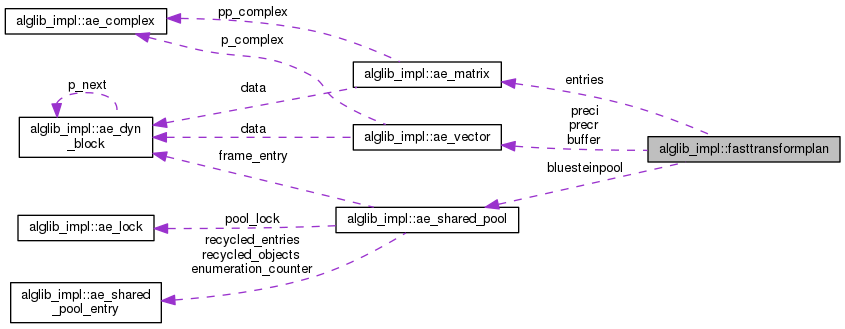 alglib_impl::ae_complex
pp_complex
p_complex
alglib_impl::ae_matrix
entries
p_next
data
alglib_impl::ae_dyn
_block
data
alglib_impl::ae_vector
preci
precr
buffer
alglib_impl::fasttransformplan
frame_entry
bluesteinpool
alglib_impl::ae_lock
pool_lock
alglib_impl::ae_shared_pool
recycled_entries
recycled_objects
enumeration_counter
alglib_impl::ae_shared
_pool_entry